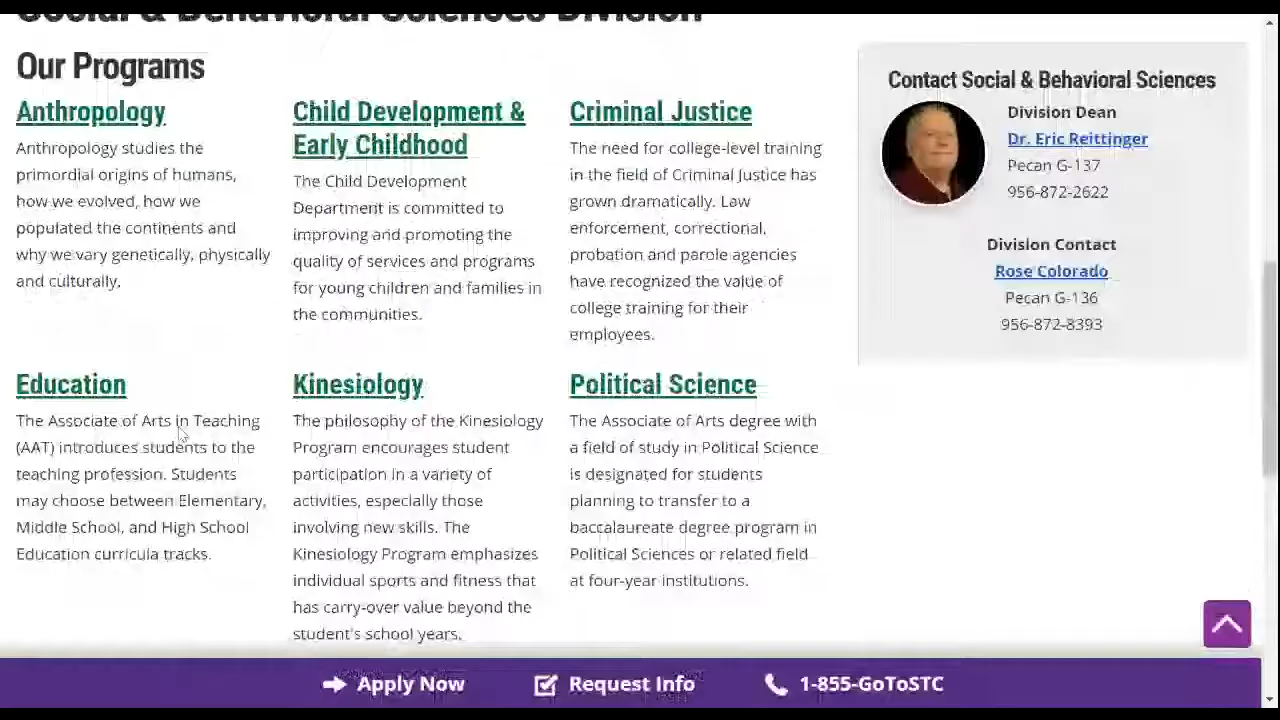 Social & Behavioral Sciences Division
Our Programs
Anthropology
Anthropology studies the
primordial origins of humans,
how we evolved, how we
populated the continents and
why we vary genetically, physically
and culturally.
Child Development &
Early Childhood
The Child Development
Department is committed to
improving and promoting the
quality of services and programs
for young children and families in
the communities.
Criminal Justice
The need for college-level training
in the field of Criminal Justice has
grown dramatically. Law
enforcement, correctional,
probation and parole agencies
have recognized the value of
college training for their
employees.
Education
The Associate of Arts in Teaching
(AAT) introduces students to the
teaching profession. Students
may choose between Elementary,
Middle School, and High School
Education curricula tracks.
Kinesiology
The philosophy of the Kinesiology
Program encourages student
participation in a variety of
activities, especially those
involving new skills. The
Kinesiology Program emphasizes
individual sports and fitness that
has carry-over value beyond the
student's school years.
Political Science
The Associate of Arts degree with
a field of study in Political Science
is designated for students
planning to transfer to a
baccalaureate degree program in
Political Sciences or related field
at four-year institutions.
Contact Social & Behavioral Sciences
Division Dean
Dr. Eric Reittinger
Pecan G-137
956-872-2622
Division Contact
Rose Colorado
Pecan G-136
956-872-8393
Apply Now
Request Info
1-855-GoToSTC